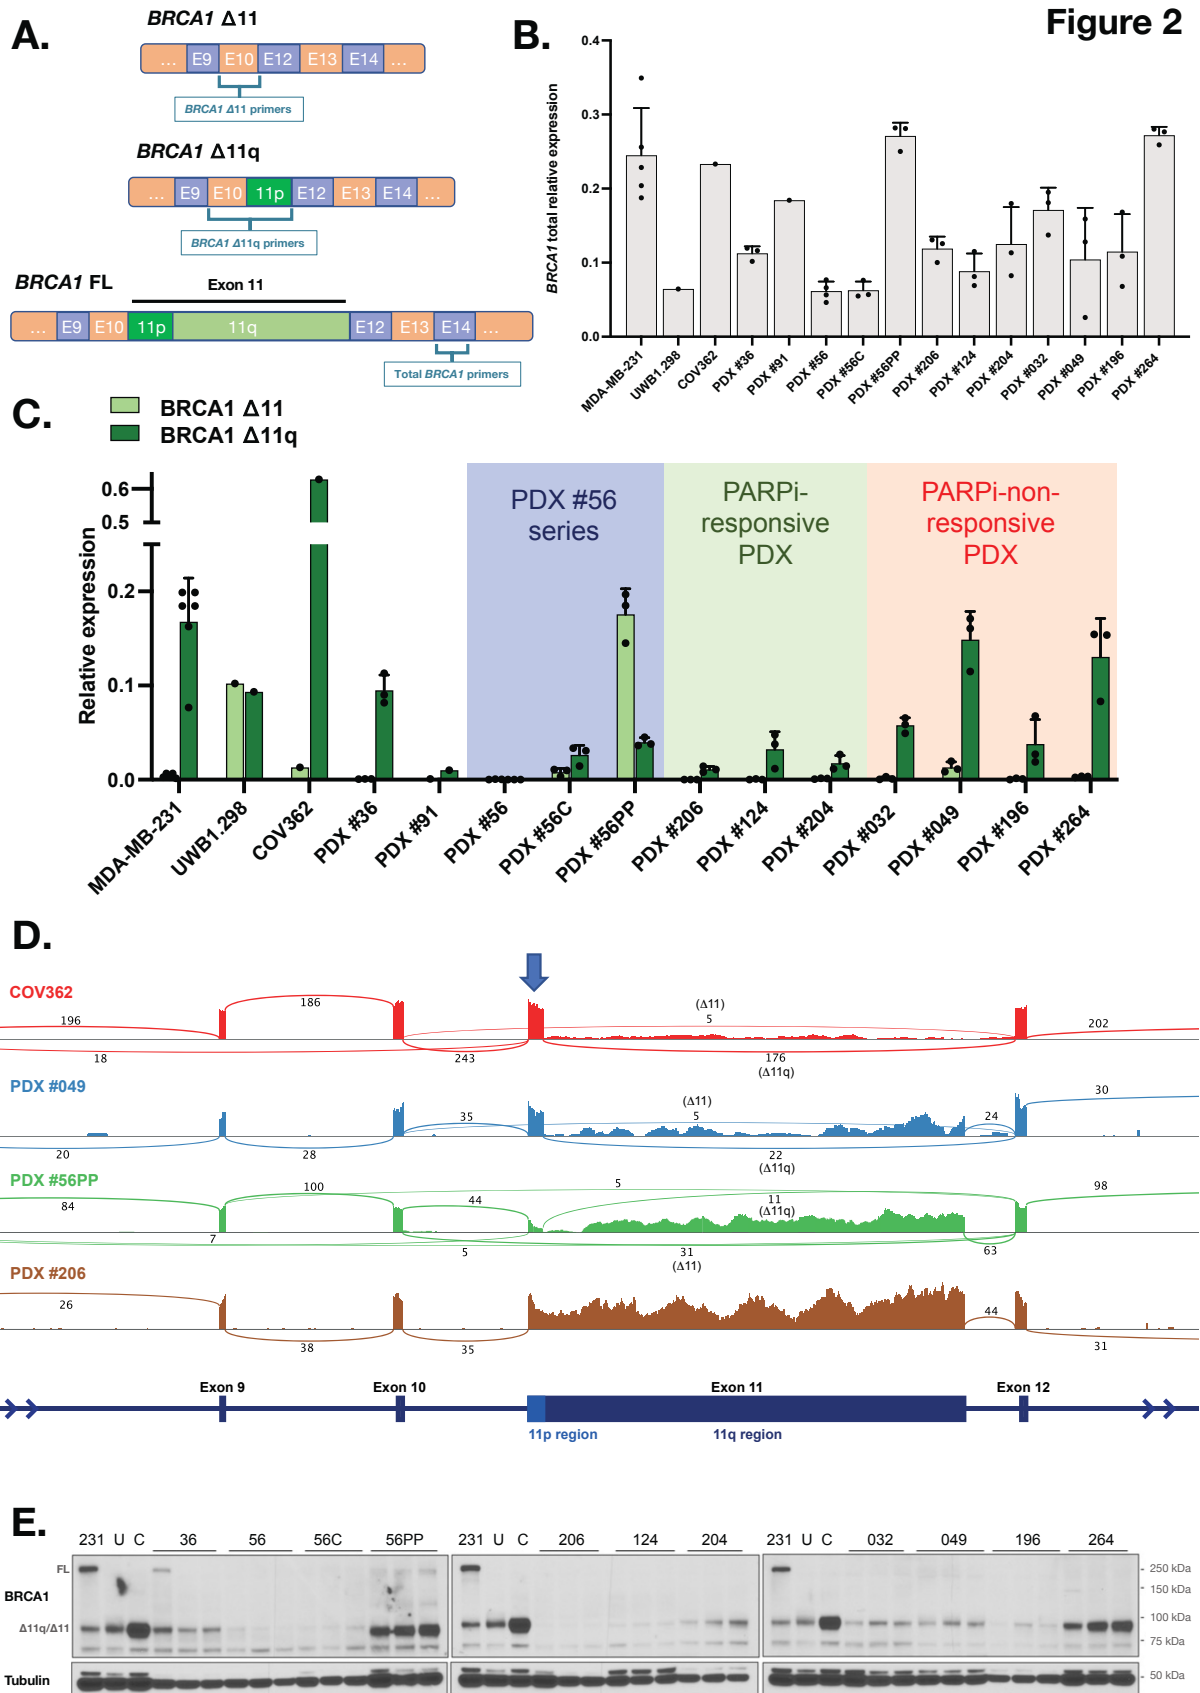 Figure 2
A.
BRCA1 Δ11
... E9 E10 E12 E13 E14 ...
BRCA1 Δ11 primers
BRCA1 Δ11q
... E9 E10 11p E12 E13 E14 ...
BRCA1 Δ11q primers
BRCA1 FL
Exon 11
... E9 E10 11p 11q E12 E13 E14 ...
Total BRCA1 primers
B.
BRCA1 total relative expression
0.4
0.3
0.2
0.1
0.0
MDA-MB-231
UWB1.298
COV362
PDX #36
PDX #91
PDX #56
PDX #56C
PDX #56PP
PDX #206
PDX #124
PDX #204
PDX #032
PDX #049
PDX #196
PDX #264
C.
BRCA1 Δ11
BRCA1 Δ11q
Relative expression
0.6
0.5
0.2
0.1
0.0
PDX #56
series
PARPi-
responsive
PDX
PARPi-non-
responsive
PDX
MDA-MB-231
UWB1.298
COV362
PDX #36
PDX #91
PDX #56
PDX #56C
PDX #56PP
PDX #206
PDX #124
PDX #204
PDX #032
PDX #049
PDX #196
PDX #264
D.
COV362
186
(Δ11)
5
196
202
18
243
176
(Δ11q)
PDX #049
30
(Δ11)
35
5
24
20
28
22
(Δ11q)
PDX #56PP
100
5
98
84
44
11
(Δ11q)
7
5
31
(Δ11)
63
PDX #206
26
44
38
35
31
Exon 9
Exon 10
Exon 11
Exon 12
11p region
11q region
E.
231 U C 36 56 56C 56PP
231 U C 206 124 204
231 U C 032 049 196 264
FL
BRCA1
Δ11q/Δ11
Tubulin
- 250 kDa
- 150 kDa
- 100 kDa
- 75 kDa
- 50 kDa